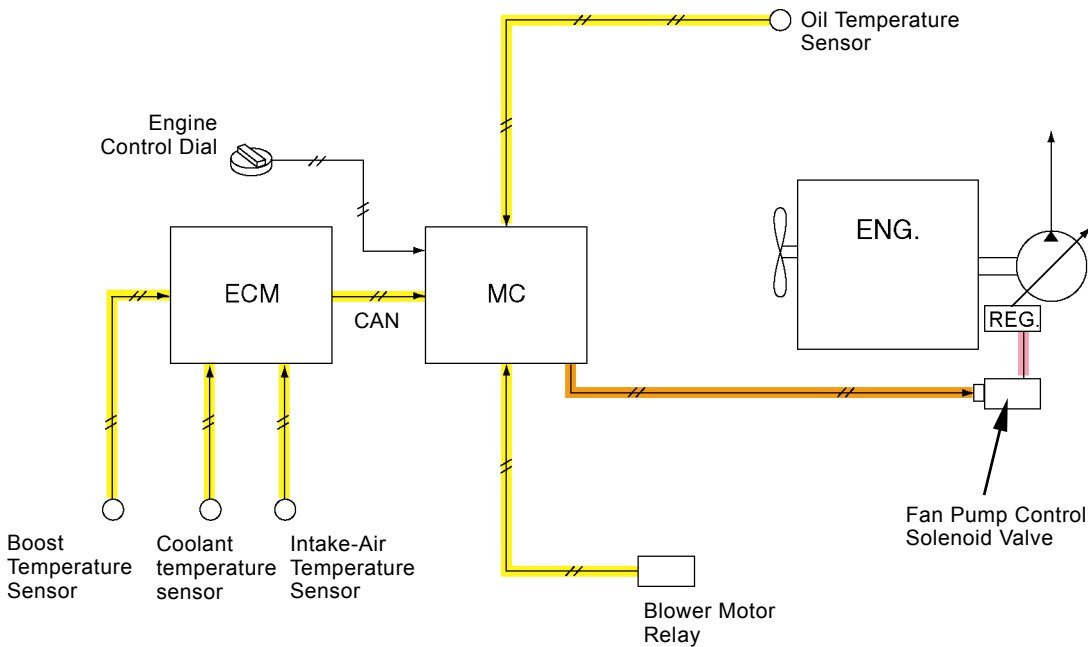 Oil Temperature
Sensor
Engine
Control Dial
ENG.
ECM
MC
CAN
REG.
Fan Pump Control
Solenoid Valve
Boost
Temperature
Sensor
Coolant
temperature
sensor
Intake-Air
Temperature
Sensor
Blower Motor
Relay